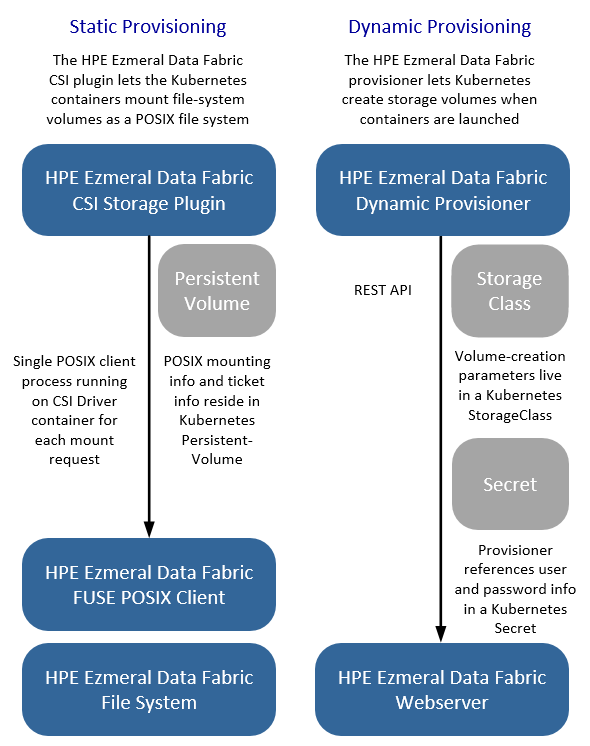 Static Provisioning
The HPE Ezmeral Data Fabric
CSI plugin lets the Kubernetes
containers mount file-system
volumes as a POSIX file system
HPE Ezmeral Data Fabric
CSI Storage Plugin
Persistent
Volume
Single POSIX client
process running
on CSI Driver
container for
each mount
request
POSIX mounting
info and ticket
info reside in
Kubernetes
Persistent-
Volume
HPE Ezmeral Data Fabric
FUSE POSIX Client
HPE Ezmeral Data Fabric
File System
Dynamic Provisioning
The HPE Ezmeral Data Fabric
provisioner lets Kubernetes
create storage volumes when
containers are launched
HPE Ezmeral Data Fabric
Dynamic Provisioner
REST API
Storage
Class
Volume-creation
parameters live
in a Kubernetes
StorageClass
Secret
Provisioner
references user
and password info
in a Kubernetes
Secret
HPE Ezmeral Data Fabric
Webserver